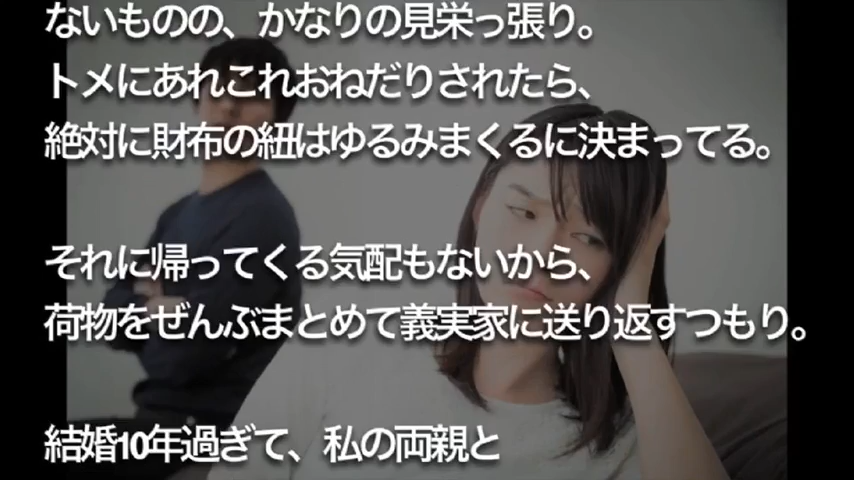 ないものの、かなりの見栄っ張り。
トメにあれこれおねだりされたら、
絶対に財布の紐はゆるみまくるに決まってる。
それに帰ってくる気配もないから、
荷物をぜんぶまとめて義実家に送り返すつもり。
結婚10年過ぎて、私の両親と